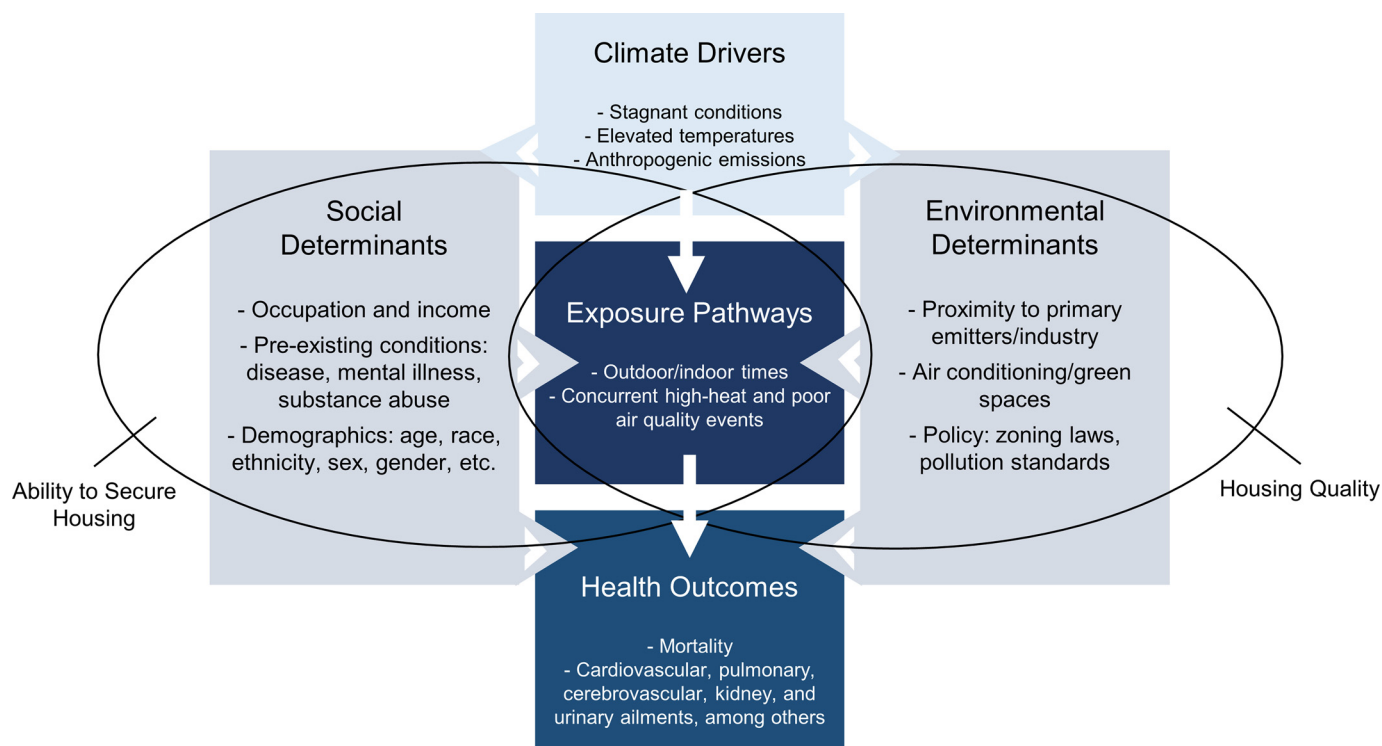 Climate Drivers
- Stagnant conditions
- Elevated temperatures
- Anthropogenic emissions
Social
Determinants
- Occupation and income
- Pre-existing conditions:
disease, mental illness,
substance abuse
- Demographics: age, race,
ethnicity, sex, gender, etc.
Ability to Secure
Housing
Exposure Pathways
- Outdoor/indoor times
- Concurrent high-heat and poor
air quality events
Environmental
Determinants
- Proximity to primary
emitters/industry
- Air conditioning/green
spaces
- Policy: zoning laws,
pollution standards
Housing Quality
Health Outcomes
- Mortality
- Cardiovascular, pulmonary,
cerebrovascular, kidney, and
urinary ailments, among others